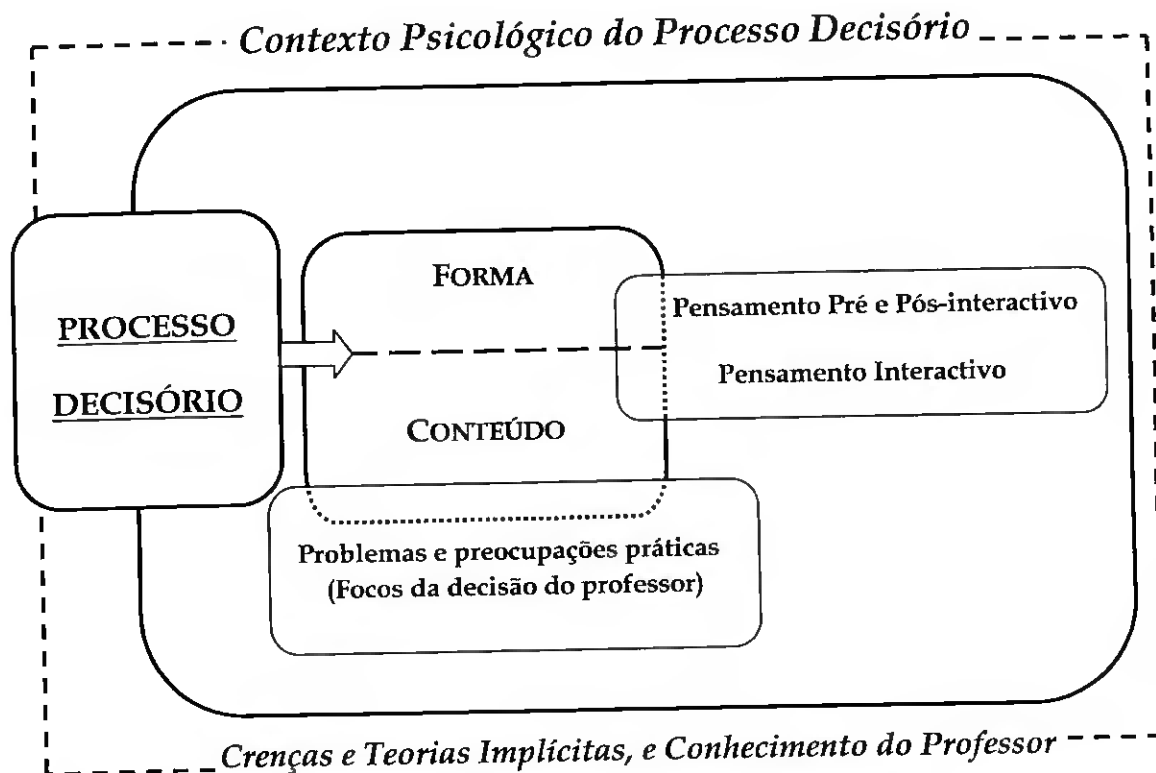 Contexto Psicológico do Processo Decisório
FORMA
PROCESSO
DECISÓRIO
CONTEÚDO
Pensamento Pré e Pós-interactivo
Pensamento Interactivo
Problemas e preocupações práticas
(Focos da decisão do professor)
Crenças e Teorias Implícitas, e Conhecimento do Professor